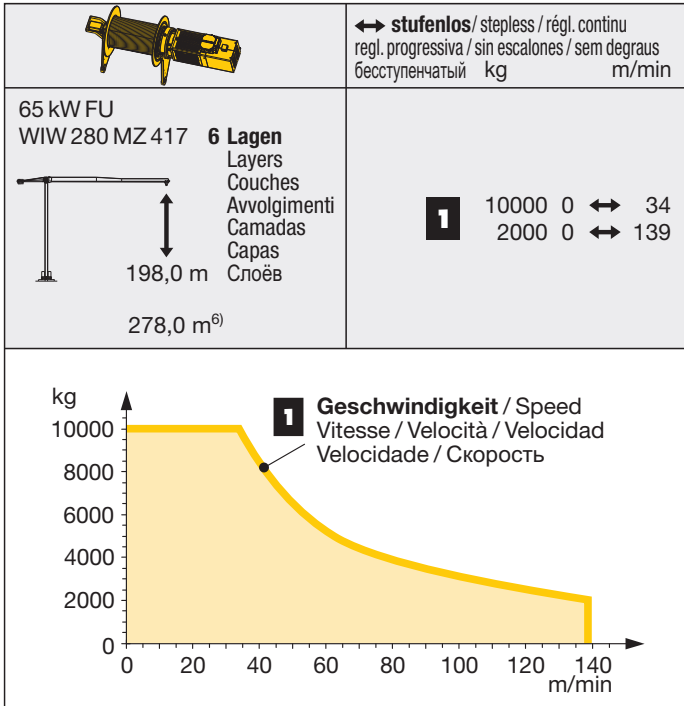 ↔ stufenlos / stepless / régl. continu
regl. progressiva / sin escalones / sem degraus
бесступенчатый kg m/min
65 kW FU
WIW 280 MZ 417 6 Lagen
Layers
Couches
Avvolgimenti
Camadas
Capas
198,0 m Слоёв
278,0 m6)
1
10000 0 ↔ 34
2000 0 ↔ 139
kg
10000
8000
6000
4000
2000
0
1 Geschwindigkeit / Speed
Vitesse / Velocità / Velocidad
Velocidade / Скорость
0 20 40 60 80 100 120 140
m/min